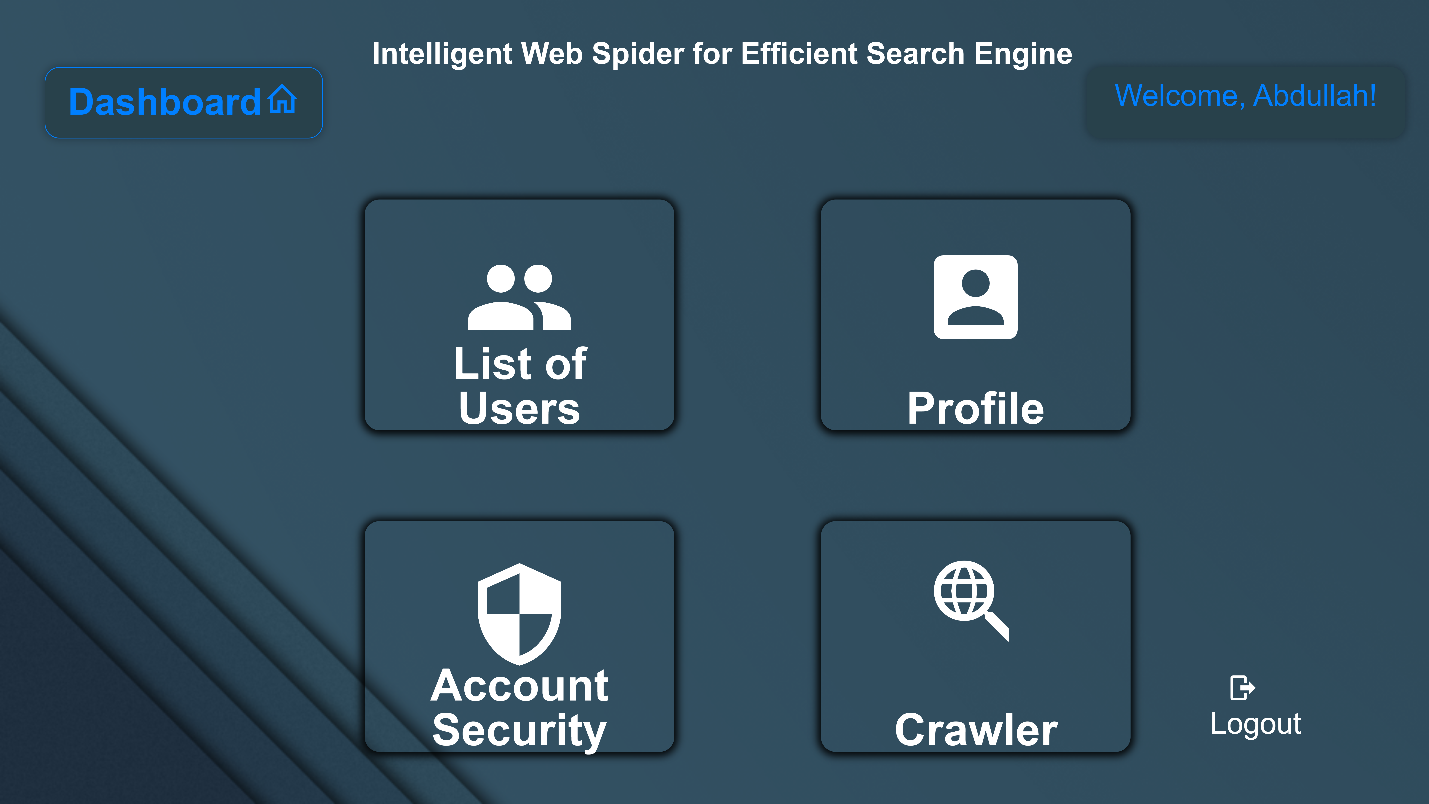 Intelligent Web Spider for Efficient Search Engine
Dashboard
Welcome, Abdullah!
List of
Users
Profile
Account
Security
Crawler
Logout